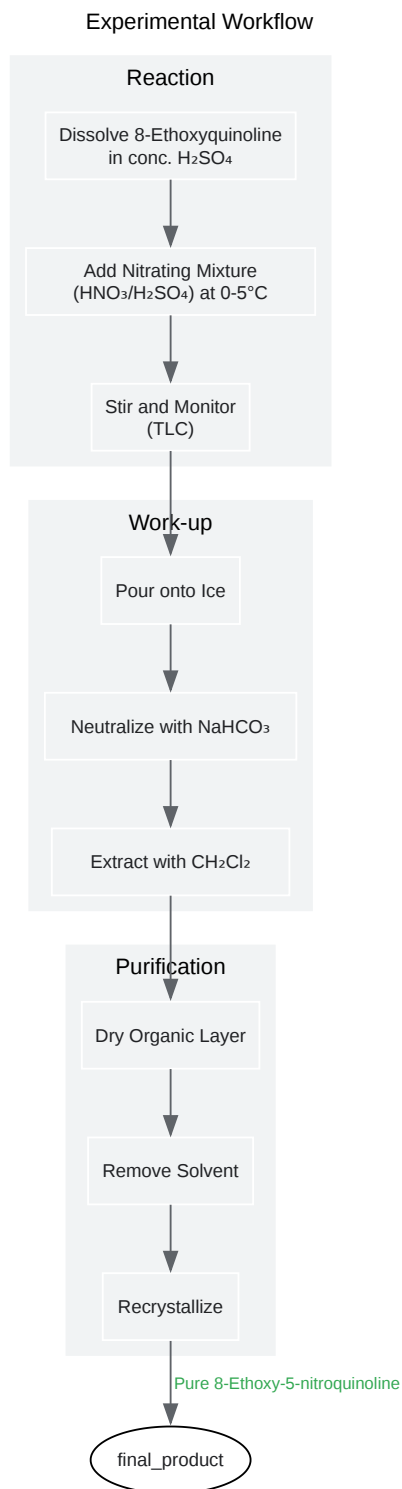 Experimental Workflow
Reaction
Dissolve 8-Ethoxyquinoline
in conc. H₂SO₄
Add Nitrating Mixture
(HNO₃/H₂SO₄) at 0-5°C
Stir and Monitor
(TLC)
Work-up
Pour onto Ice
Neutralize with NaHCO₃
Extract with CH₂Cl₂
Purification
Dry Organic Layer
Remove Solvent
Recrystallize
Pure 8-Ethoxy-5-nitroquinoline
final_product